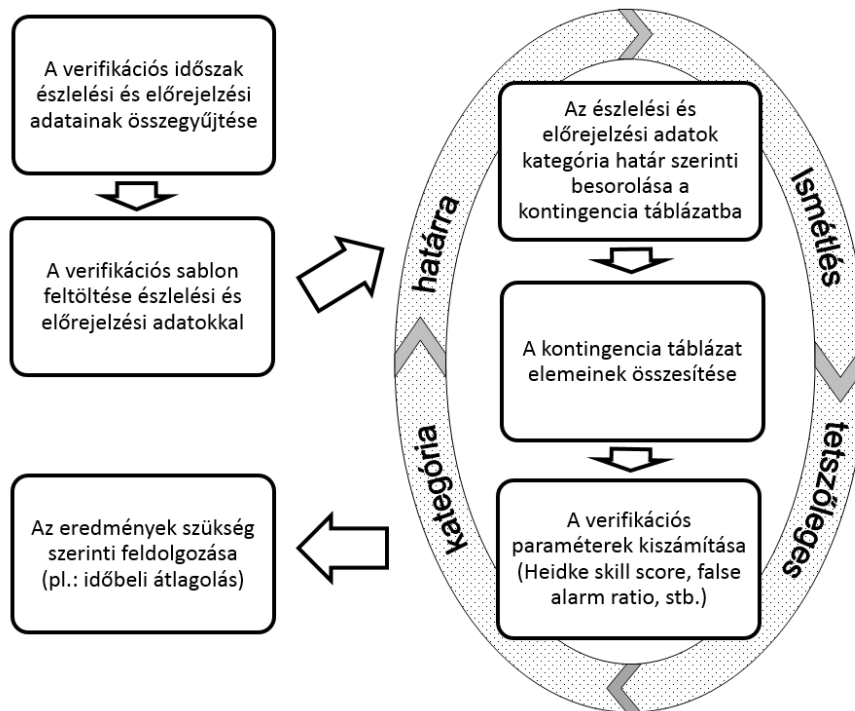 A verifikációs időszak
észlelési és előrejelzési
adatainak összegyűjtése
A verifikációs sablon
feltöltése észlelési és
előrejelzési adatokkal
Az észlelési és
előrejelzési adatok
kategória határ szerinti
besorolása a
kontingencia táblázatba
A kontingencia táblázat
elemeinek összesítése
A verifikációs
paraméterek kiszámítása
(Heidke skill score, false
alarm ratio, stb.)
Ismétlés
tetszőleges
kategória
határra
Az eredmények szükség
szerinti feldolgozása
(pl.: időbeli átlagolás)